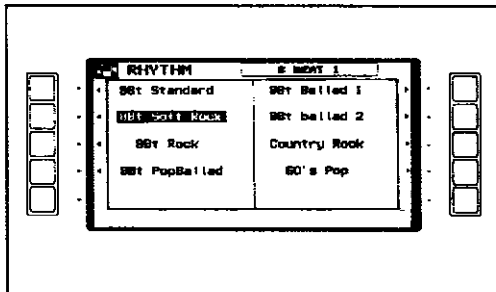 RHYTHM
8 BEAT 1
8Bt Standard
8Bt Ballad 1
8Bt Soft Rock
8Bt ballad 2
8Bt Rock
Country Rock
8Bt PopBallad
60's Pop